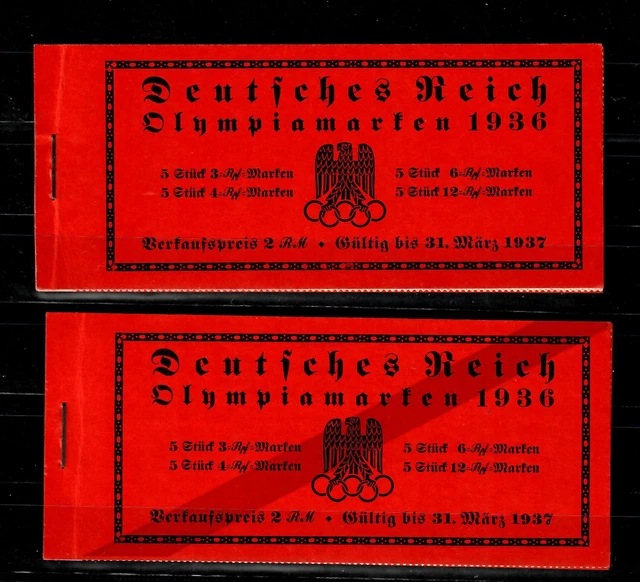 Deutsches Reich
Olympiamarken 1936
5 Stück 3=Rpf=Marken 5 Stück 6=Rpf=Marken
5 Stück 4=Rpf=Marken 5 Stück 12=Rpf=Marken
Verkaufspreis 2 RM • Gültig bis 31. März 1937
Deutsches Reich
Olympiamarken 1936
5 Stück 3=Rpf=Marken 5 Stück 6=Rpf=Marken
5 Stück 4=Rpf=Marken 5 Stück 12=Rpf=Marken
Verkaufspreis 2 RM • Gültig bis 31. März 1937